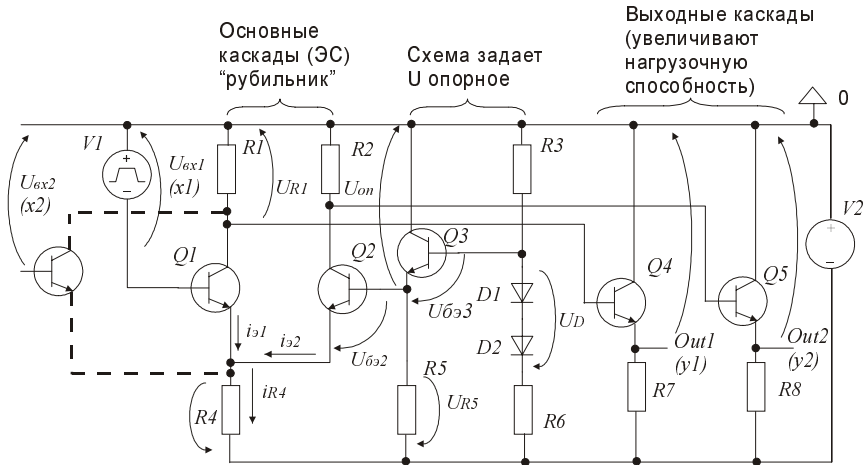 Основные
каскады (ЭС)
“рубильник”
Схема задает
U опорное
Выходные каскады
(увеличивают
нагрузочную
способность)
0
V1
Uвх2
(x2)
Uвх1
(x1)
R1
UR1
R2
Uоп
R3
V2
Q1
Q2
Q3
Q4
Q5
D1
D2
UD
Uбэ3
Uбэ2
iэ1
iэ2
iR4
R4
R5
UR5
R6
Out1
(y1)
Out2
(y2)
R7
R8